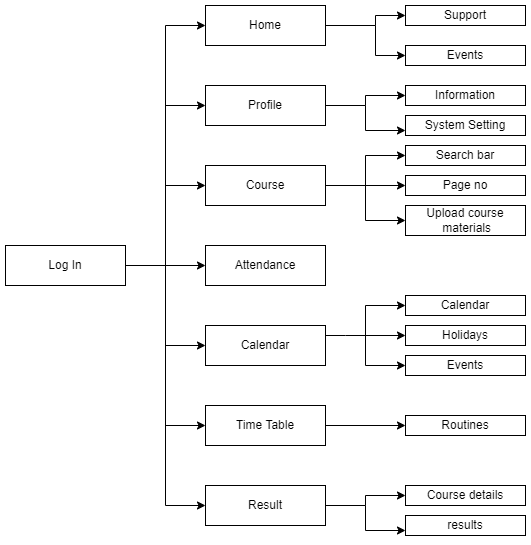 Home
Support
Events
Profile
Information
System Setting
Course
Search bar
Page no
Upload course
materials
Log In
Attendance
Calendar
Calendar
Holidays
Events
Time Table
Routines
Result
Course details
results